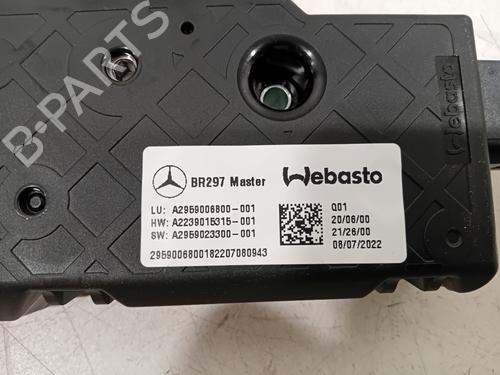 B-PARTS
Webasto
BR297 Master
Webasto
LU: A2959006800-001
HW: A2239015315-001
SW: A2959023300-001
2959006800182207080943
Q01
20/06/00
21/26/00
08/07/2022